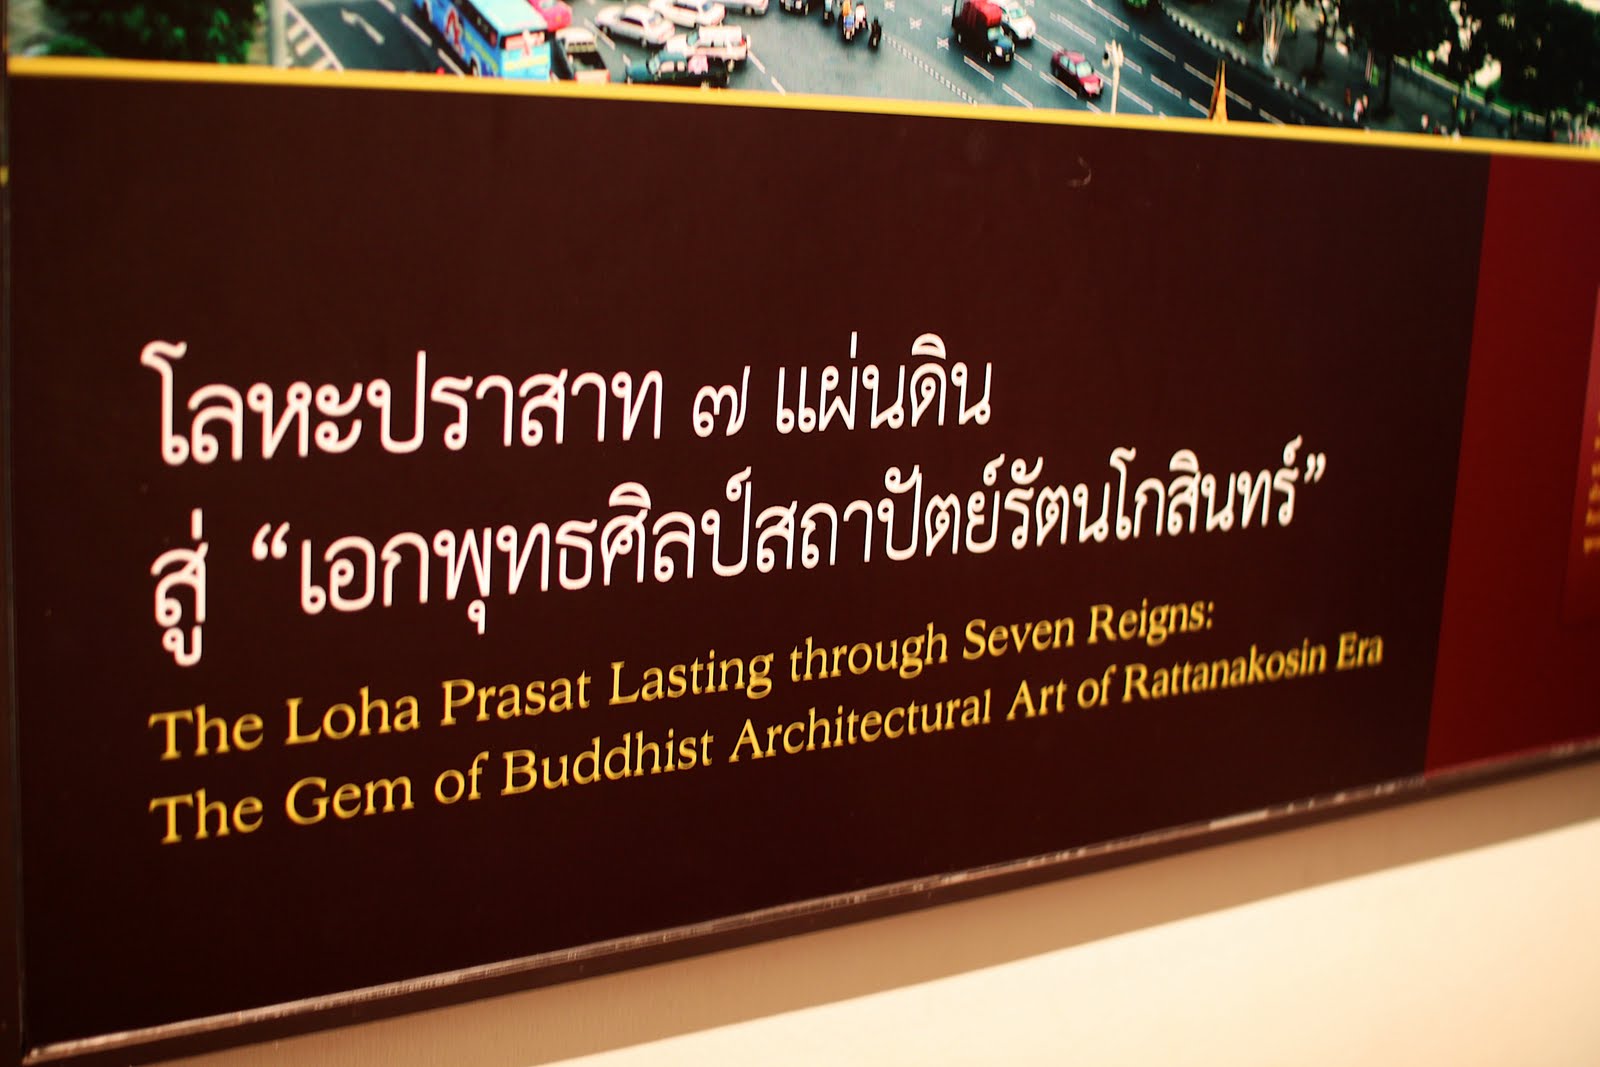 โลหะปราสาท ๗ แผ่นดิน
สู่ “เอกพุทธศิลป์สถาปัตย์รัตนโกสินทร์”
The Loha Prasat Lasting through Seven Reigns:
The Gem of Buddhist Architectural Art of Rattanakosin Era